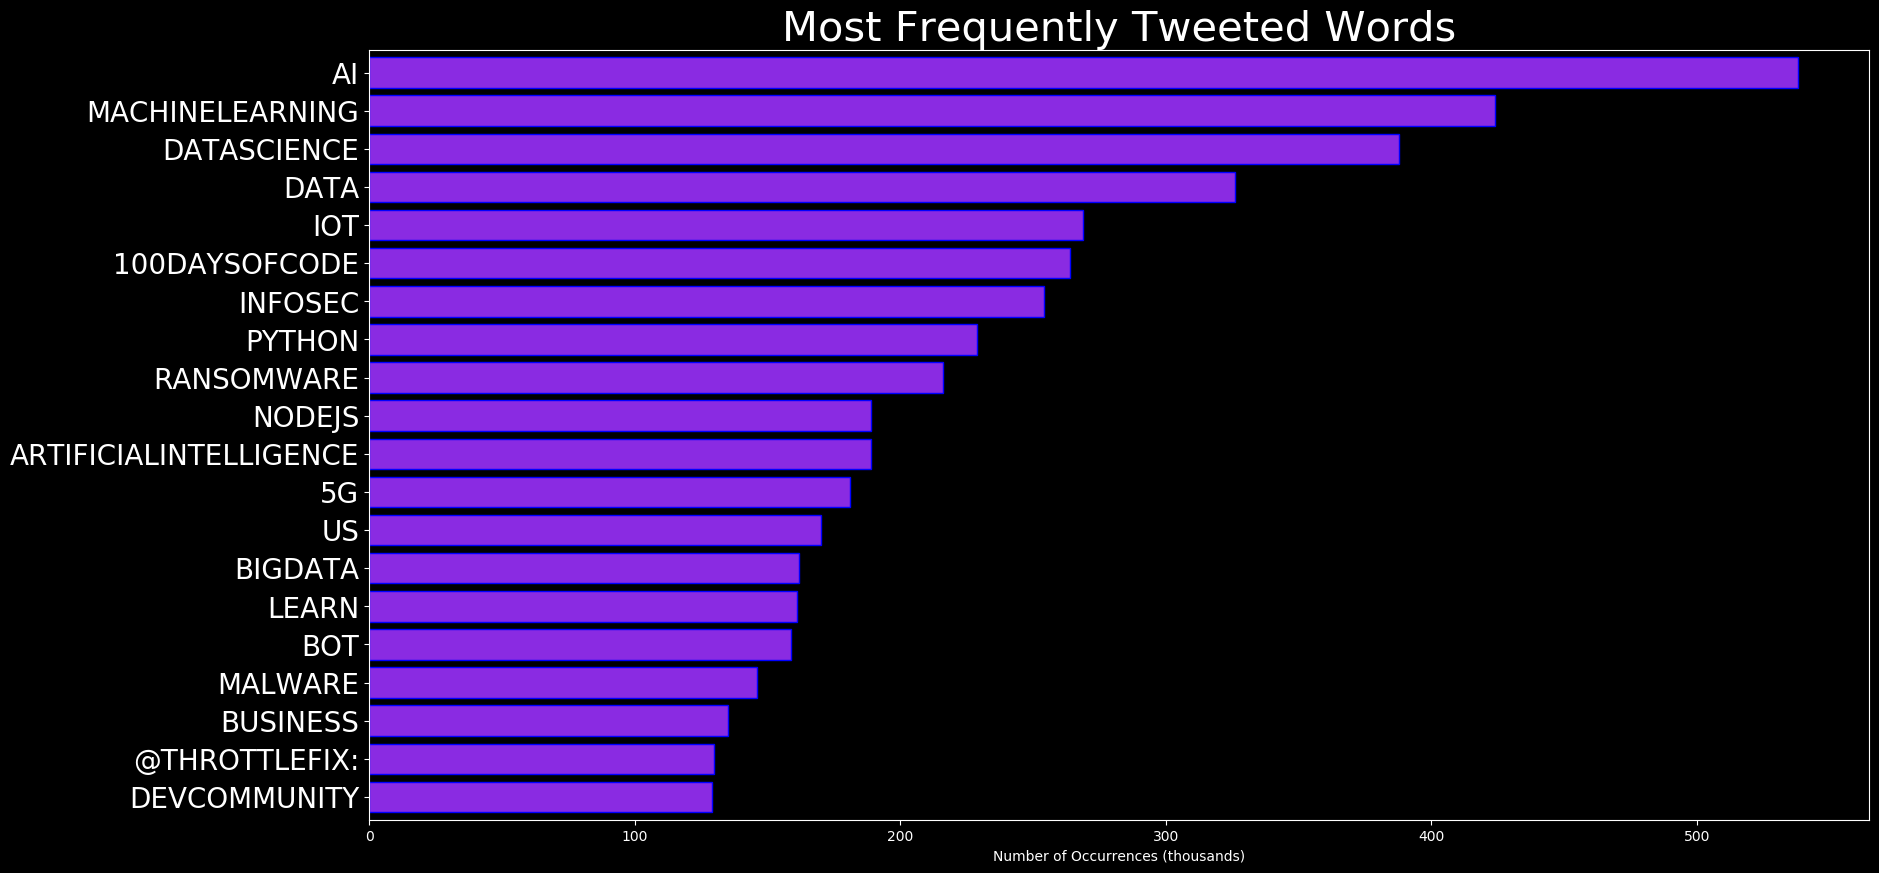 Most Frequently Tweeted Words
AI
MACHINELEARNING
DATASCIENCE
DATA
IOT
100DAYSOFCODE
INFOSEC
PYTHON
RANSOMWARE
NODEJS
ARTIFICIALINTELLIGENCE
5G
US
BIGDATA
LEARN
BOT
MALWARE
BUSINESS
@THROTTLEFIX:
DEVCOMMUNITY
0 100 200 300 400 500
Number of Occurrences (thousands)